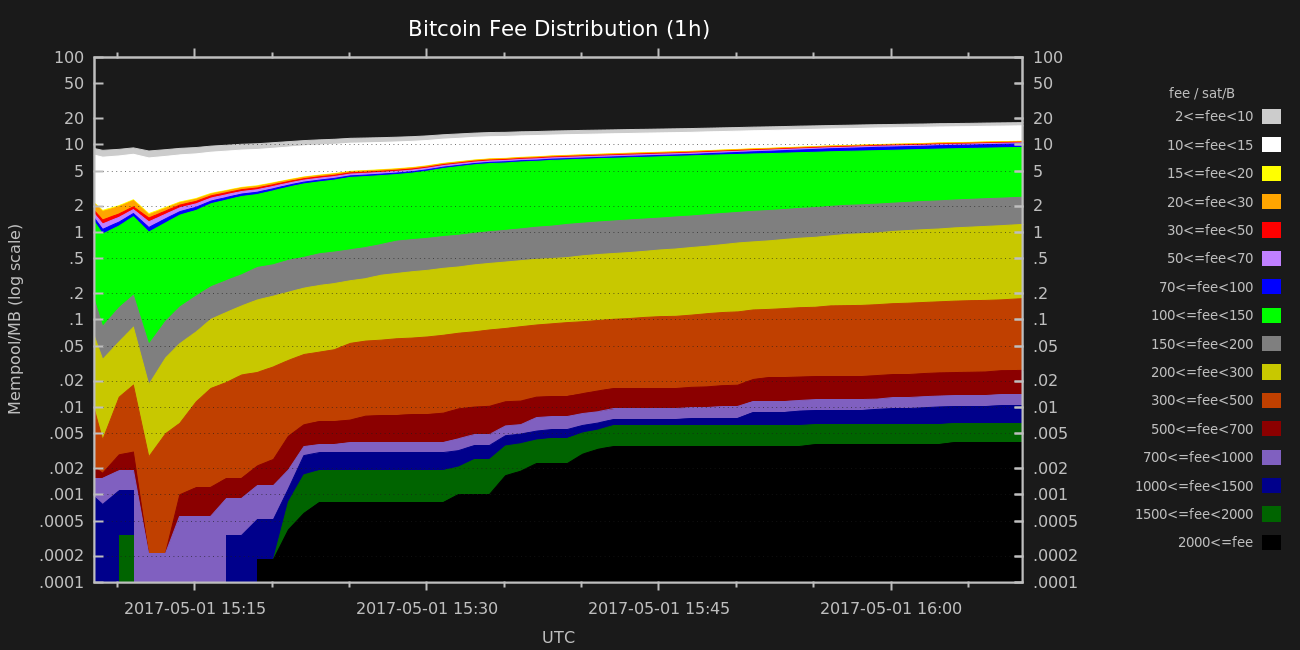 Bitcoin Fee Distribution (1h)
100 100
50 50
20 20
10 10
5 5
2 2
1 1
.5 .5
.2 .2
.1 .1
.05 .05
.02 .02
.01 .01
.005 .005
.002 .002
.001 .001
.0005 .0005
.0002 .0002
.0001 .0001
Mempool/MB (log scale)
2017-05-01 15:15 2017-05-01 15:30 2017-05-01 15:45 2017-05-01 16:00
UTC
fee / sat/B
2<=fee<10
10<=fee<15
15<=fee<20
20<=fee<30
30<=fee<50
50<=fee<70
70<=fee<100
100<=fee<150
150<=fee<200
200<=fee<300
300<=fee<500
500<=fee<700
700<=fee<1000
1000<=fee<1500
1500<=fee<2000
2000<=fee